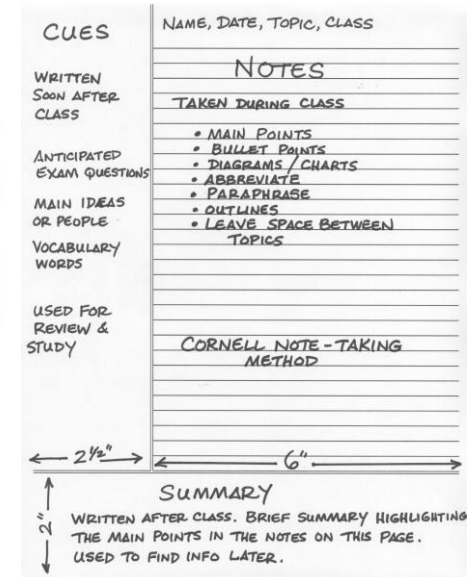 CUES
WRITTEN
SOON AFTER
CLASS
ANTICIPATED
EXAM QUESTIONS
MAIN IDEAS
OR PEOPLE
VOCABULARY
WORDS
USED FOR
REVIEW &
STUDY
2½"
NAME, DATE, TOPIC, CLASS
NOTES
TAKEN DURING CLASS
• MAIN POINTS
• BULLET POINTS
• DIAGRAMS / CHARTS
• ABBREVIATE
• PARAPHRASE
• OUTLINES
• LEAVE SPACE BETWEEN
TOPICS
CORNELL NOTE-TAKING
METHOD
6"
2"
SUMMARY
WRITTEN AFTER CLASS. BRIEF SUMMARY HIGHLIGHTING
THE MAIN POINTS IN THE NOTES ON THIS PAGE.
USED TO FIND INFO LATER.